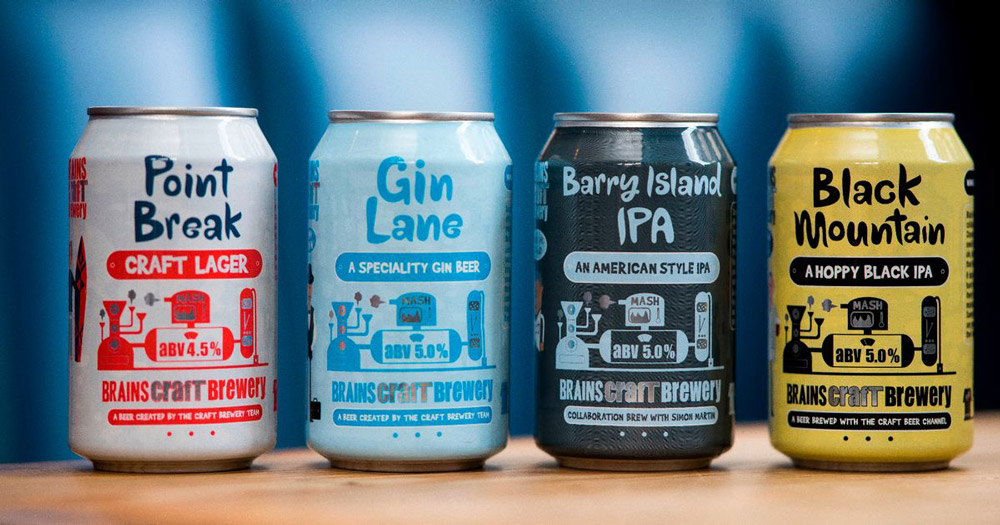 Point
Break
CRAFT LAGER
MASH
ABV 4.5%
BRAINS CRAFT BREWERY
A BEER CREATED BY THE CRAFT BREWERY TEAM
Gin
Lane
A SPECIALITY GIN BEER
MASH
ABV 5.0%
BRAINS CRAFT BREWERY
A BEER CREATED BY THE CRAFT BREWERY TEAM
Barry Island
IPA
AN AMERICAN STYLE IPA
MASH
ABV 5.0%
BRAINS CRAFT BREWERY
COLLABORATION BREW WITH SIMON MARTIN
Black
Mountain
A HOPPY BLACK IPA
MASH
ABV 5.0%
BRAINS CRAFT BREWERY
A BEER BREWED WITH THE CRAFT BEER CHANNEL